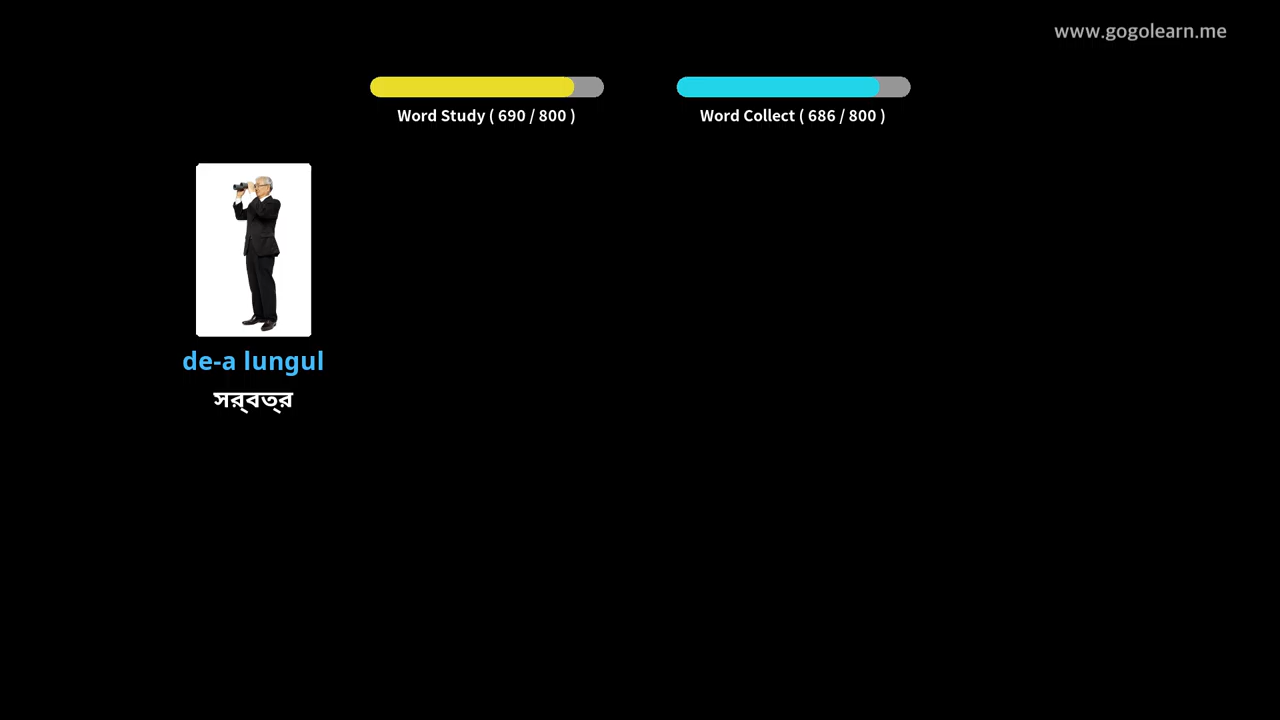 www.gogolearn.me
Word Study ( 690 / 800 )
Word Collect ( 686 / 800 )
de-a lungul
সর্বত্র